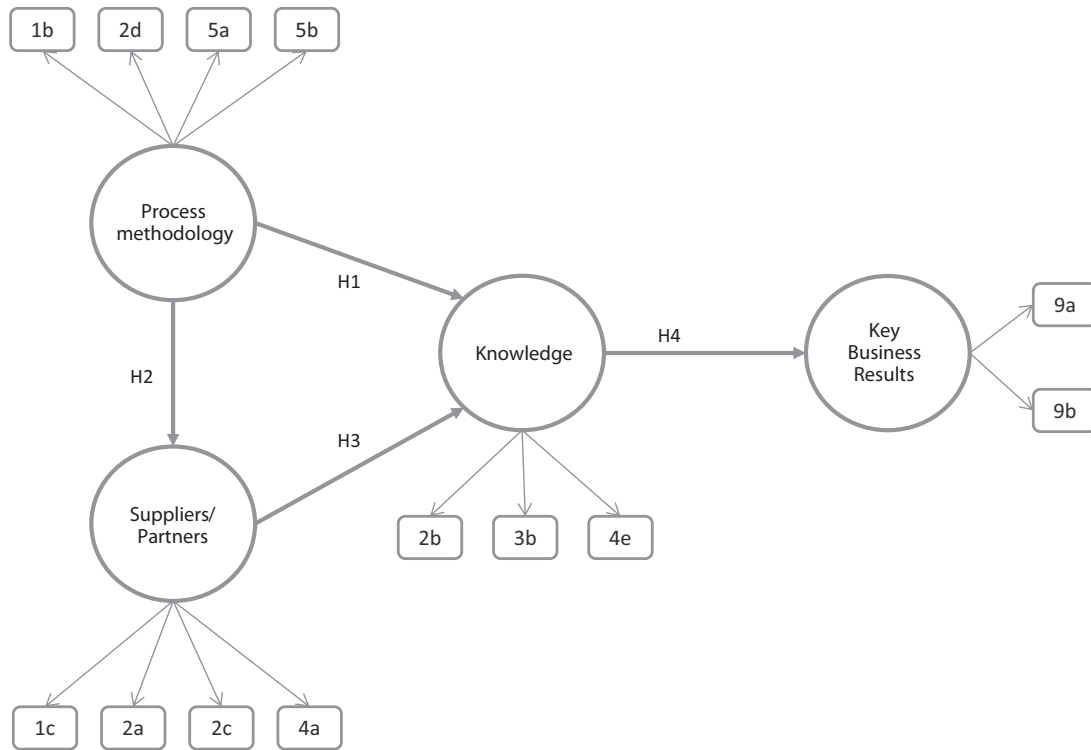 1b
2d
5a
5b
Process
methodology
H1
H2
Knowledge
H4
Key
Business
Results
9a
9b
H3
Suppliers/
Partners
2b
3b
4e
1c
2a
2c
4a